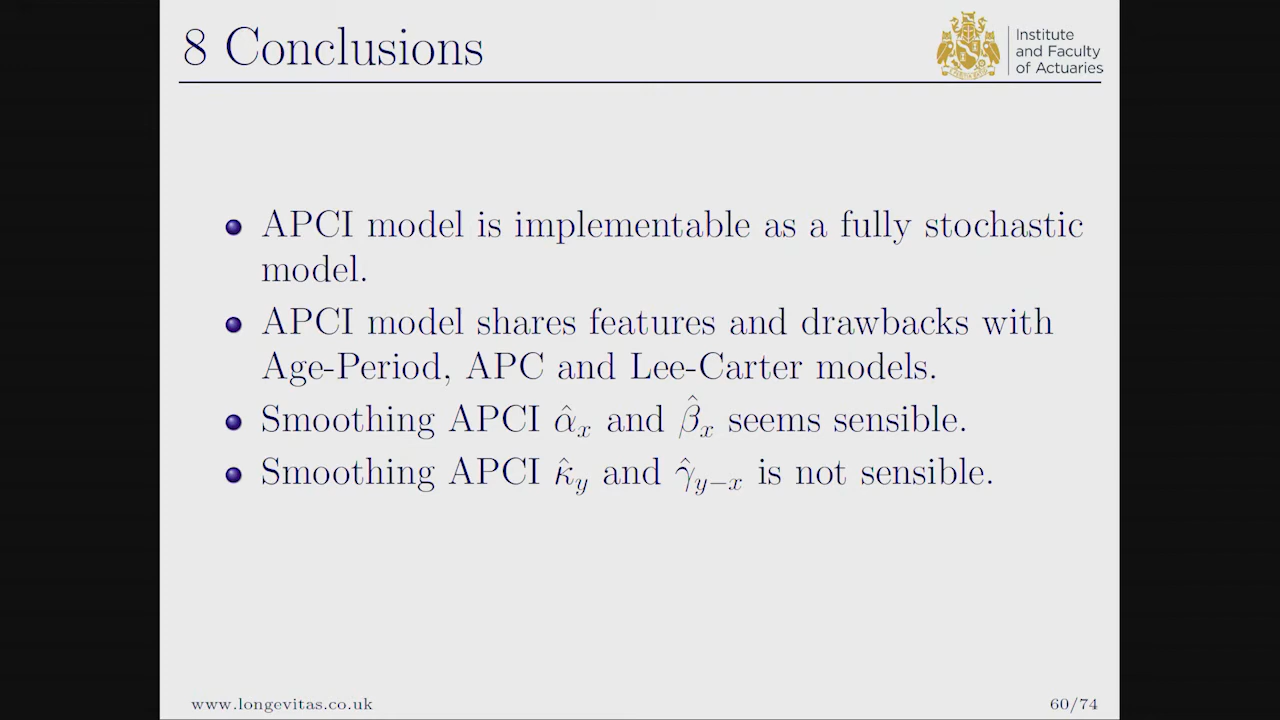 8 Conclusions
Institute
and Faculty
of Actuaries
APCI model is implementable as a fully stochastic
model.
APCI model shares features and drawbacks with
Age-Period, APC and Lee-Carter models.
Smoothing APCI α̂ₓ and β̂ₓ seems sensible.
Smoothing APCI κ̂_y and γ̂_{y−x} is not sensible.
www.longevitas.co.uk
60/74